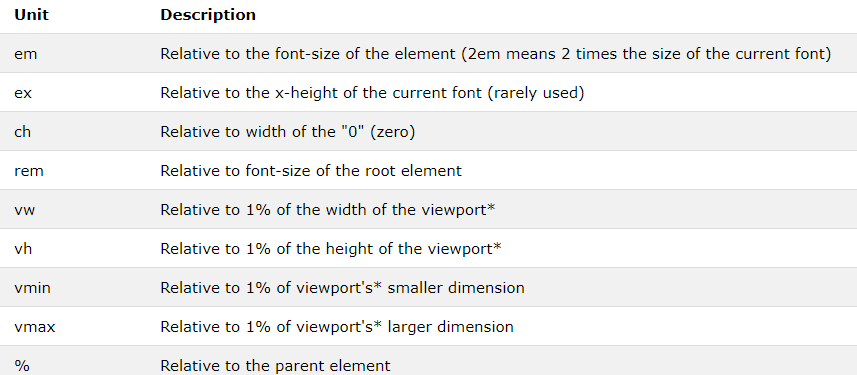 Unit Description
em Relative to the font-size of the element (2em means 2 times the size of the current font)
ex Relative to the x-height of the current font (rarely used)
ch Relative to width of the "0" (zero)
rem Relative to font-size of the root element
vw Relative to 1% of the width of the viewport*
vh Relative to 1% of the height of the viewport*
vmin Relative to 1% of viewport's* smaller dimension
vmax Relative to 1% of viewport's* larger dimension
% Relative to the parent element